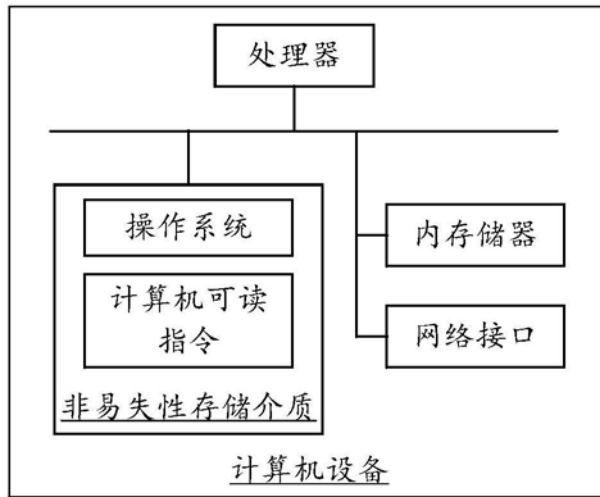 处理器
操作系统
计算机可读
指令
非易失性存储介质
内存储器
网络接口
计算机设备